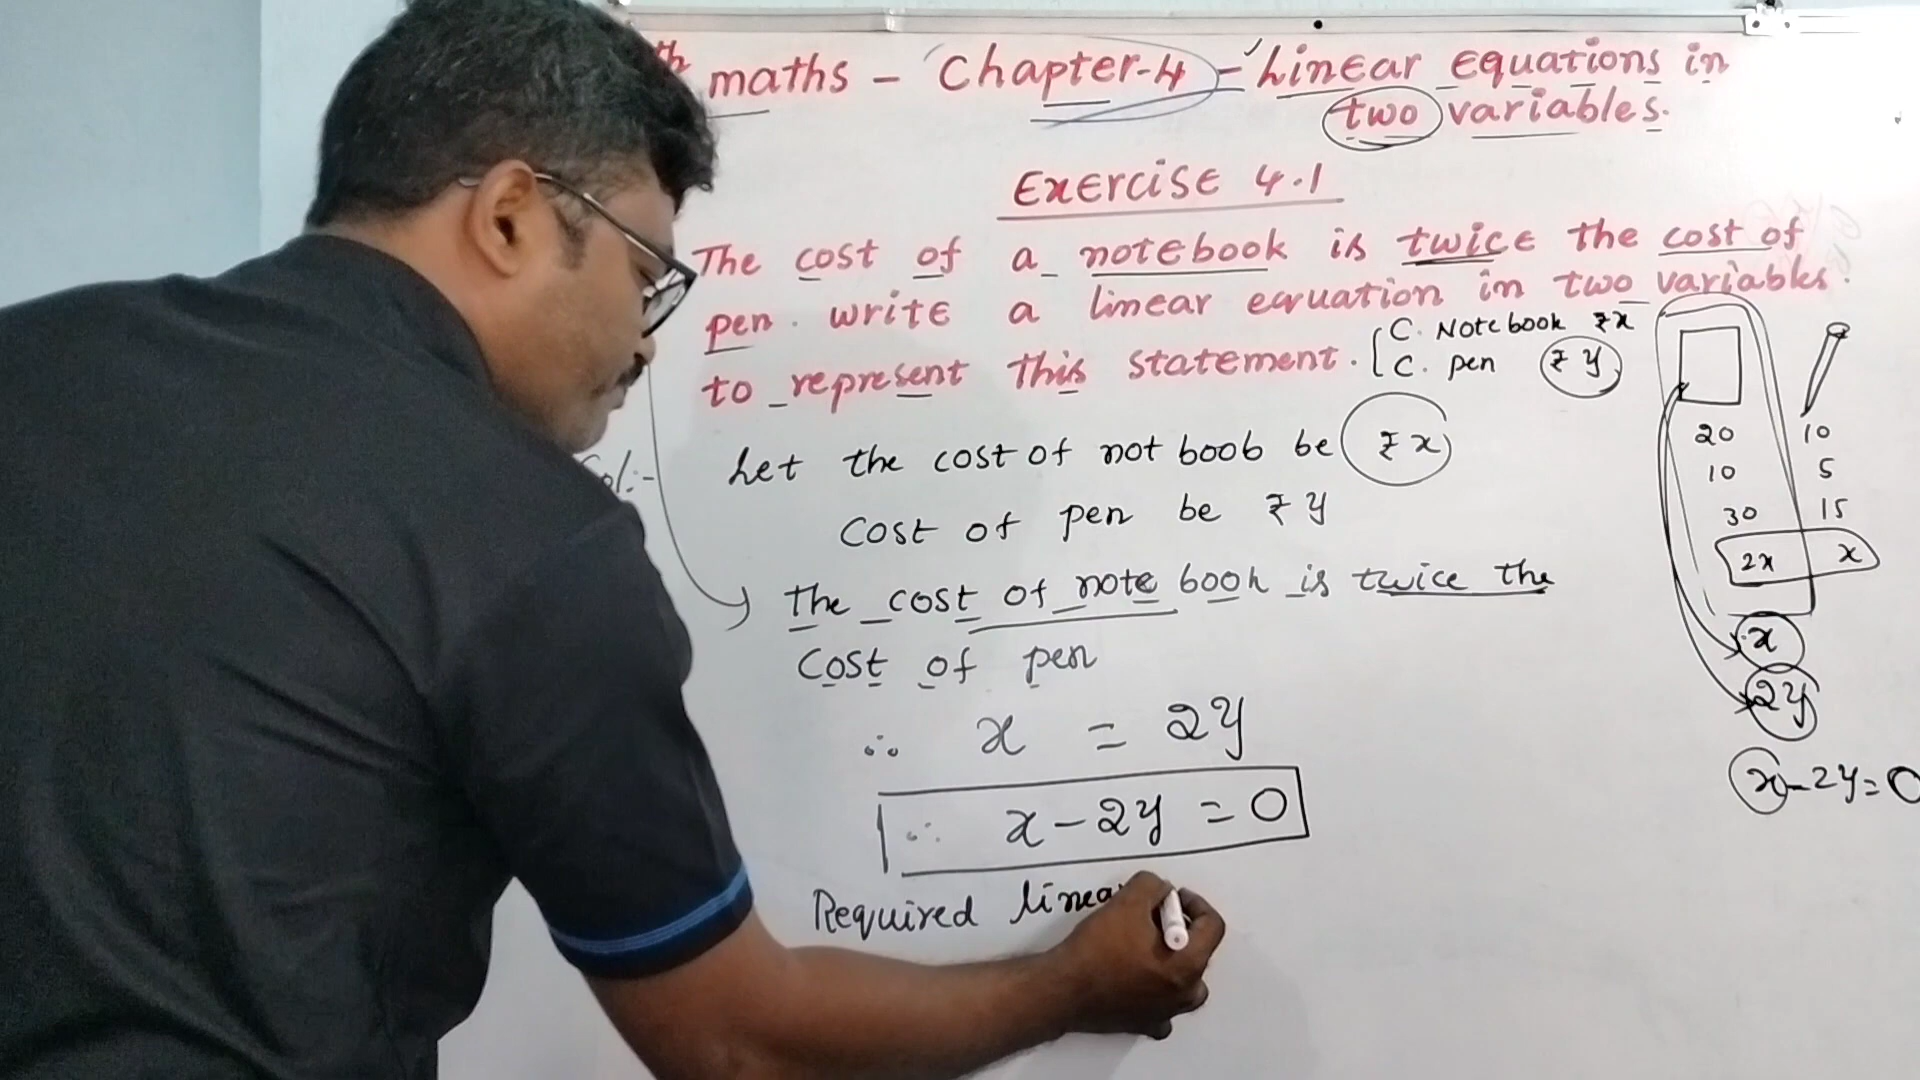 th maths - Chapter-4 - Linear Equations in
two variables.
Exercise 4.1
The cost of a notebook is twice the cost of
pen. write a linear equation in two variables.
to represent this statement.
C. Notebook ₹x
C. pen ₹ y
Sol:- Let the cost of not boob be ₹ x
Cost of pen be ₹ y
The cost of note book is twice the
Cost of pen
∴ x = 2y
∴ x - 2y = 0
Required linea
20 10
10 5
30 15
2x x
x
2y
x - 2y = 0